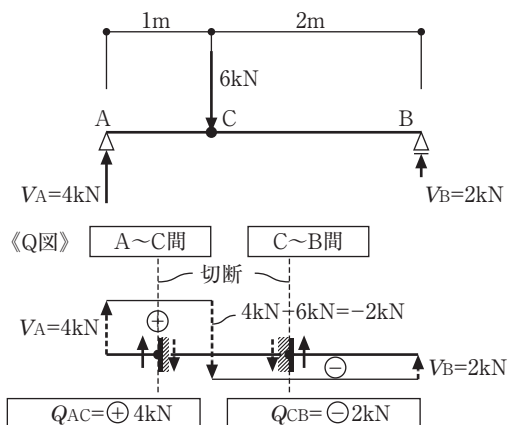 1m 2m
6kN
A C B
VA=4kN VB=2kN
《Q図》 A〜C間 C〜B間
切断
VA=4kN + 4kN−6kN=−2kN
− VB=2kN
QAC=⊕4kN QCB=⊖2kN